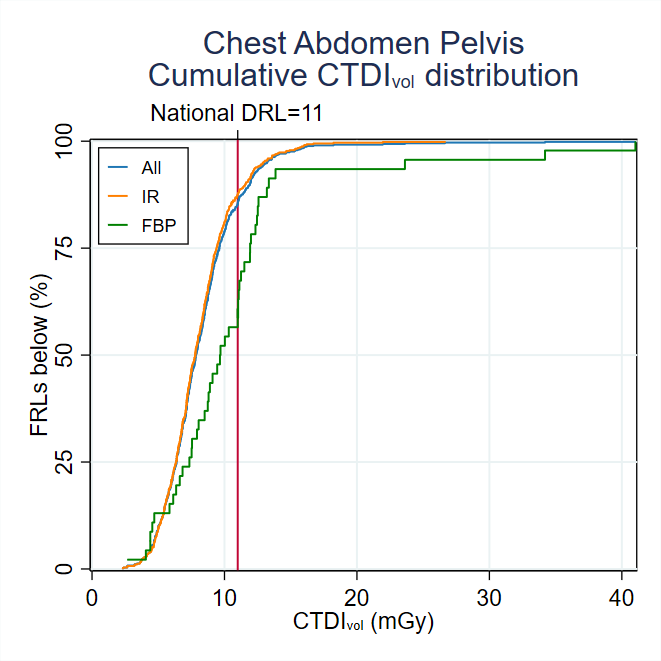 Chest Abdomen Pelvis
Cumulative CTDIvol distribution
National DRL=11
All
IR
FBP
FRLs below (%)
100
75
50
25
0
0 10 20 30 40
CTDIvol (mGy)